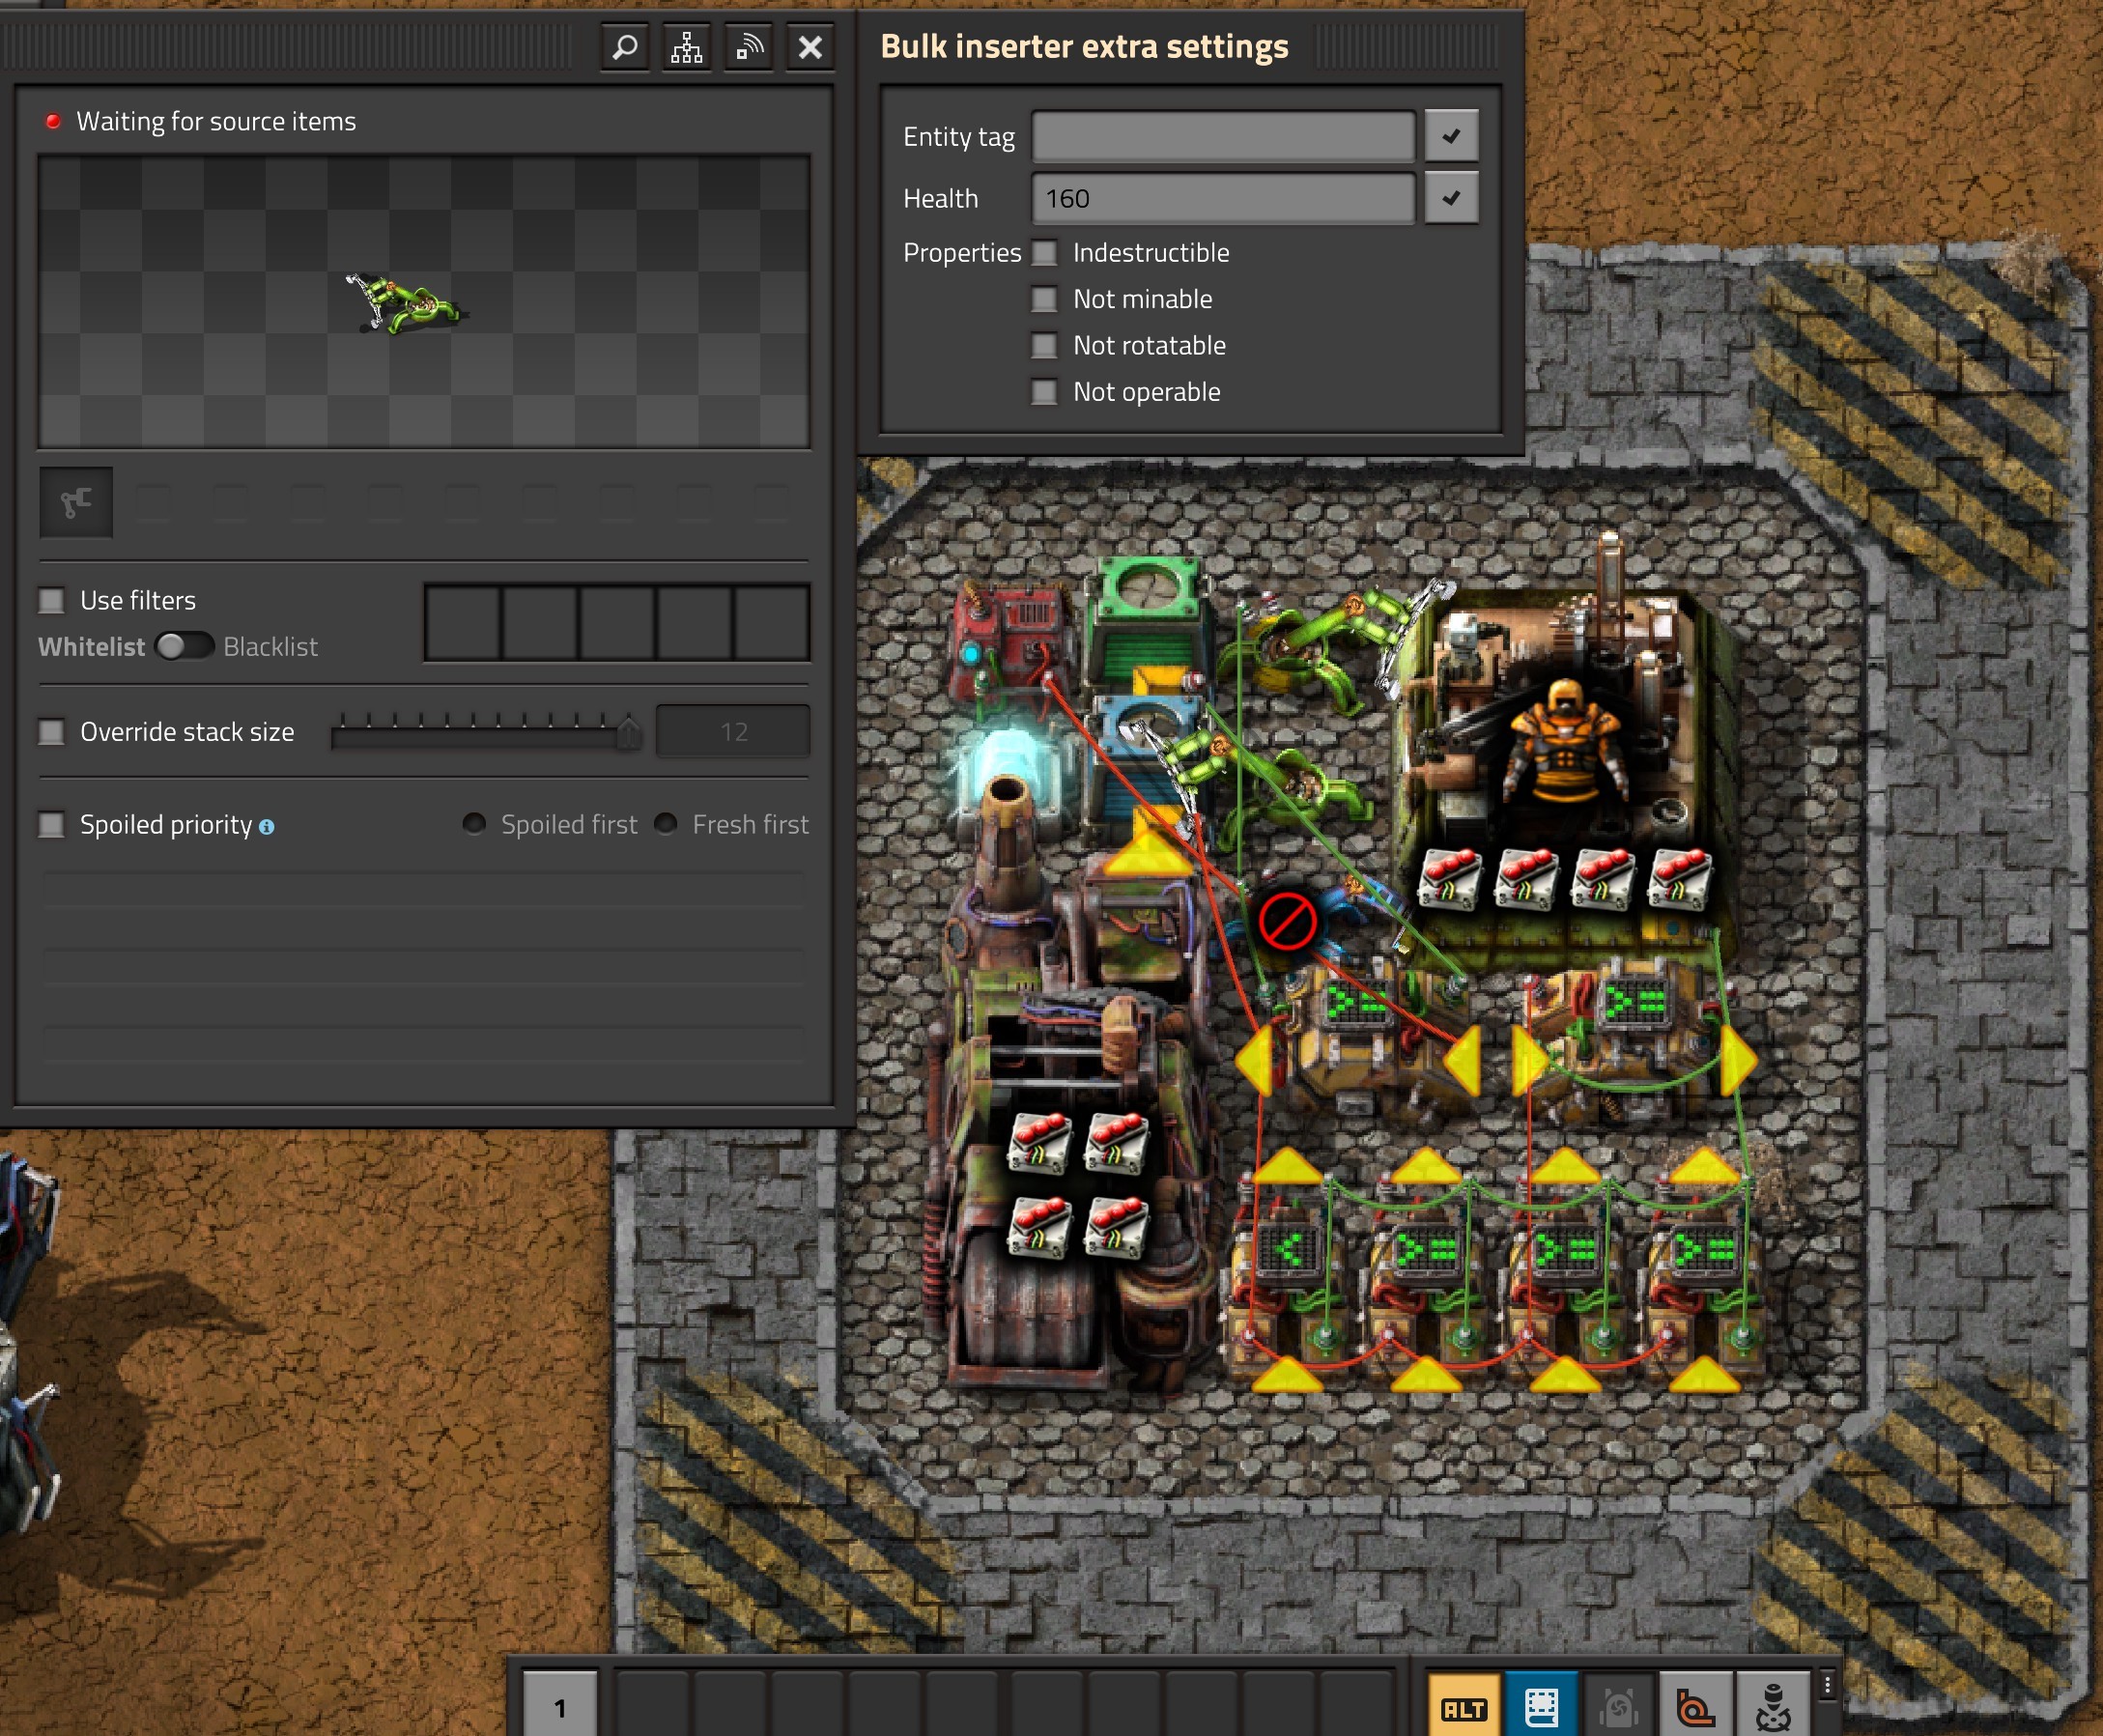 Bulk inserter extra settings
Waiting for source items
Entity tag
Health 160
Properties Indestructible
Not minable
Not rotatable
Not operable
Use filters
Whitelist Blacklist
Override stack size 12
Spoiled priority Spoiled first Fresh first
1
ALT